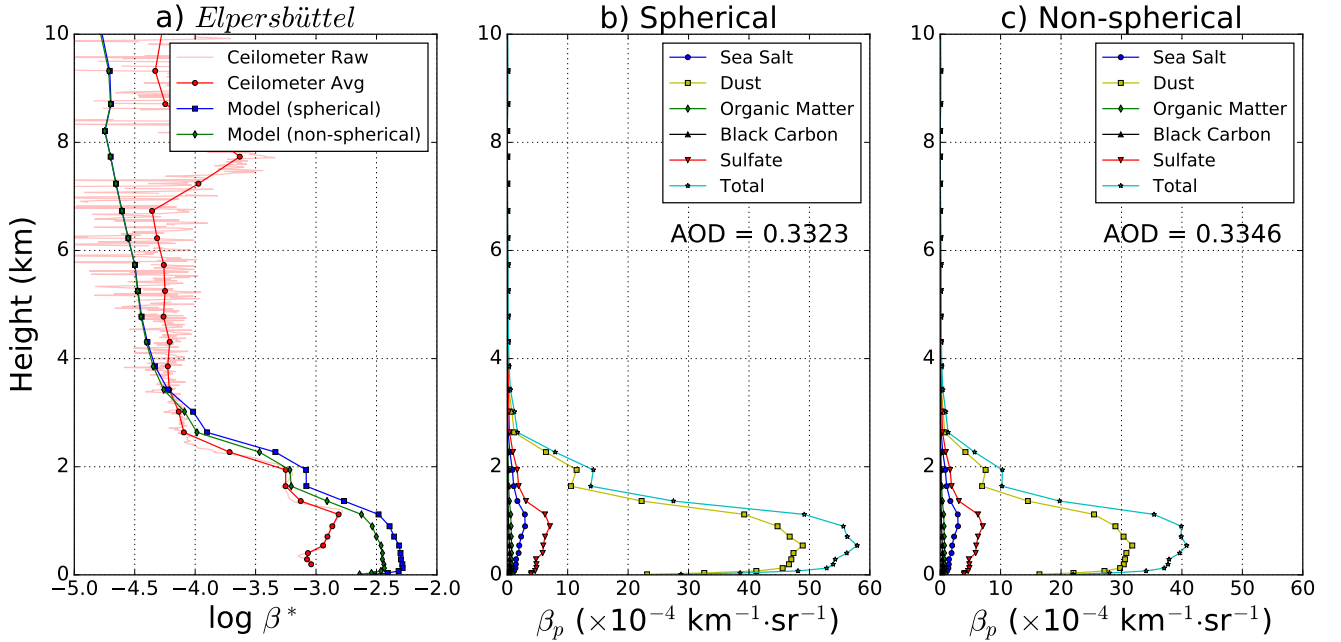 a) Elpersbüttel
b) Spherical
c) Non-spherical
Height (km)
10
8
6
4
2
0
Ceilometer Raw
Ceilometer Avg
Model (spherical)
Model (non-spherical)
−5.0 −4.5 −4.0 −3.5 −3.0 −2.5 −2.0
log β*
10
8
6
4
2
0
Sea Salt
Dust
Organic Matter
Black Carbon
Sulfate
Total
AOD = 0.3323
0 10 20 30 40 50 60
βₚ (×10⁻⁴ km⁻¹·sr⁻¹)
10
8
6
4
2
0
Sea Salt
Dust
Organic Matter
Black Carbon
Sulfate
Total
AOD = 0.3346
0 10 20 30 40 50 60
βₚ (×10⁻⁴ km⁻¹·sr⁻¹)